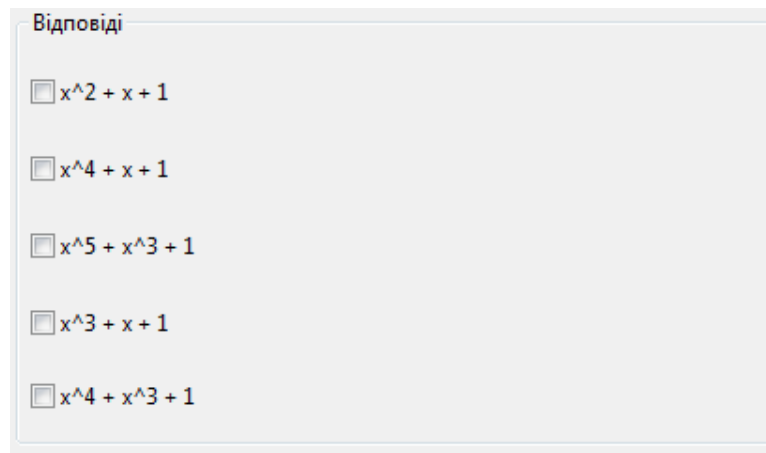 Відповіді
x^2 + x + 1
x^4 + x + 1
x^5 + x^3 + 1
x^3 + x + 1
x^4 + x^3 + 1